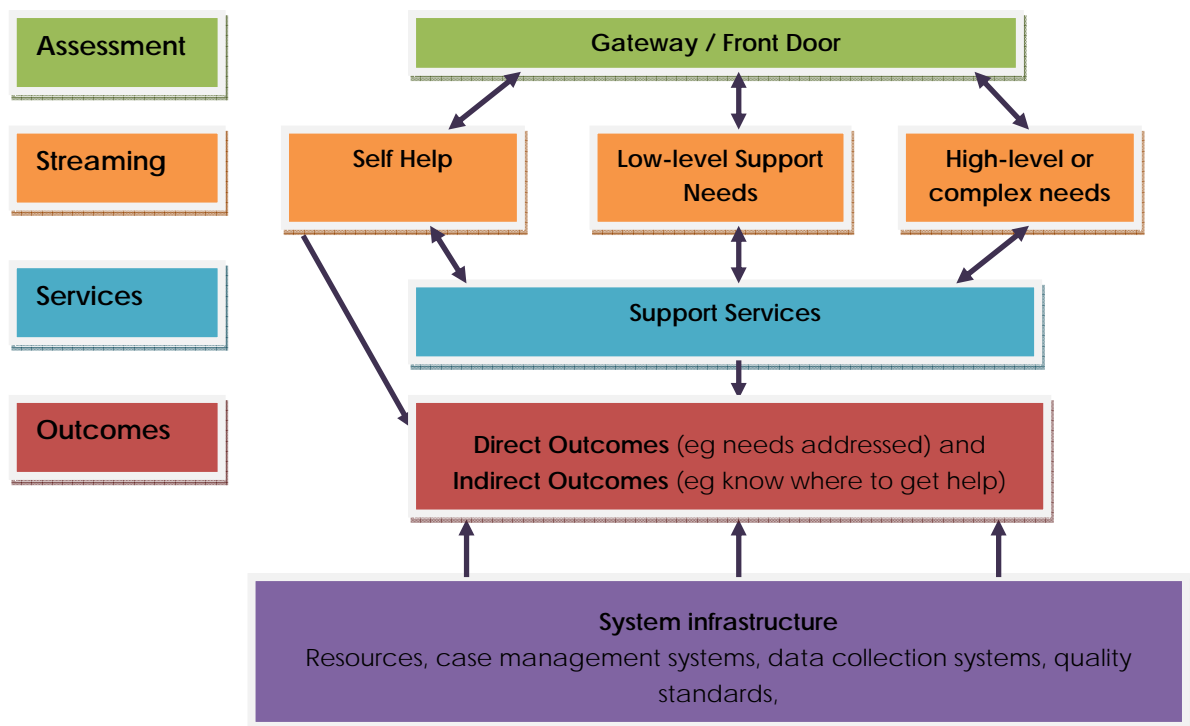 Assessment
Gateway / Front Door
Streaming
Self Help
Low-level Support
Needs
High-level or
complex needs
Services
Support Services
Outcomes
Direct Outcomes (eg needs addressed) and
Indirect Outcomes (eg know where to get help)
System infrastructure
Resources, case management systems, data collection systems, quality
standards,